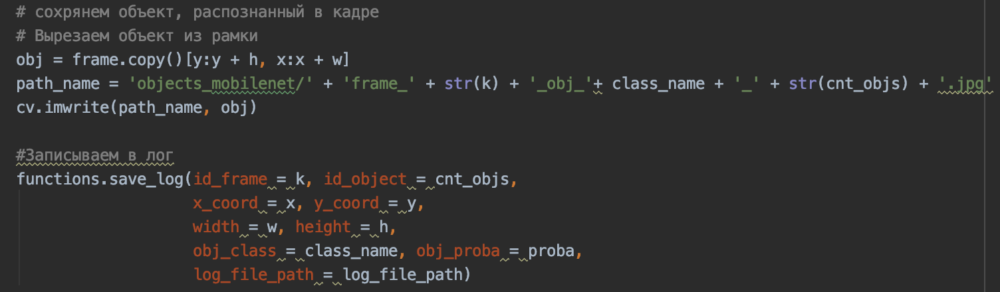 # сохрянем объект, распознанный в кадре
# Вырезаем объект из рамки
obj = frame.copy()[y:y + h, x:x + w]
path_name = 'objects_mobilenet/' + 'frame_' + str(k) + '_obj_'+ class_name + '_' + str(cnt_objs) + '.jpg'
cv.imwrite(path_name, obj)
#Записываем в лог
functions.save_log(id_frame = k, id_object = cnt_objs,
x_coord = x, y_coord = y,
width = w, height = h,
obj_class = class_name, obj_proba = proba,
log_file_path = log_file_path)